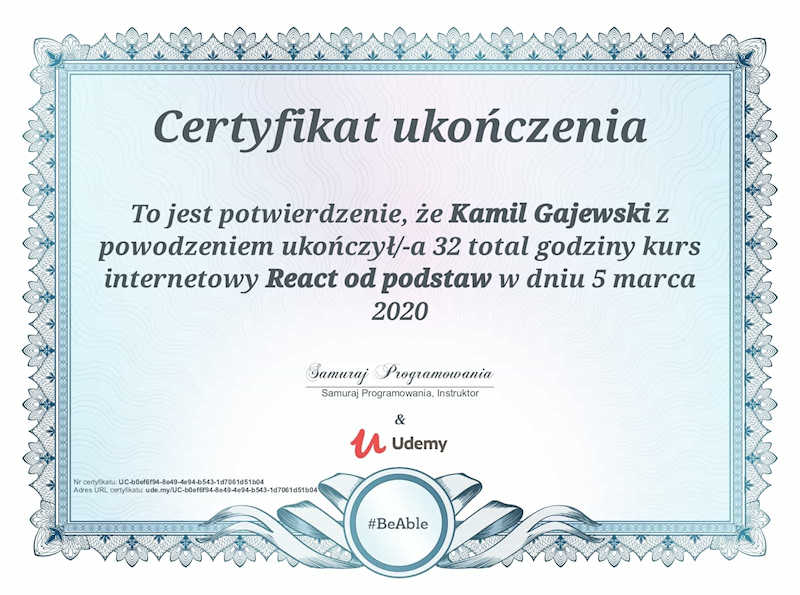 Certyfikat ukończenia
To jest potwierdzenie, że Kamil Gajewski z
powodzeniem ukończył/-a 32 total godziny kurs
internetowy React od podstaw w dniu 5 marca
2020
Samuraj Programowania
Samuraj Programowania, Instruktor
&
Udemy
Nr certyfikatu: UC-b0ef6f94-8e49-4e94-b543-1d7061d51b04
Adres URL certyfikatu: ude.my/UC-b0ef6f94-8e49-4e94-b543-1d7061d51b04
#BeAble